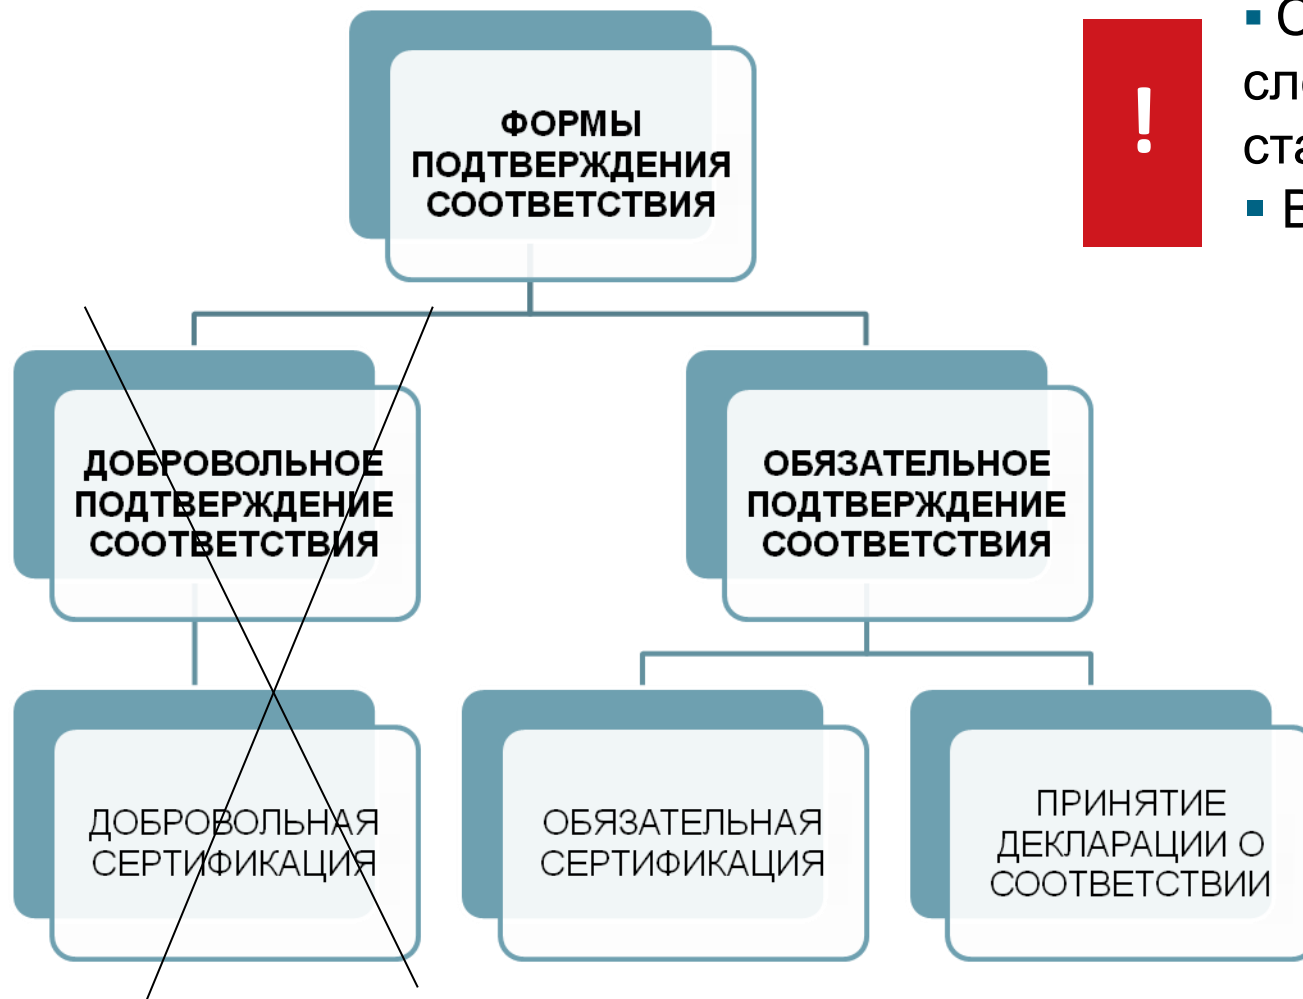 ФОРМЫ
ПОДТВЕРЖДЕНИЯ
СООТВЕТСТВИЯ
!
ДОБРОВОЛЬНОЕ
ПОДТВЕРЖДЕНИЕ
СООТВЕТСТВИЯ
ОБЯЗАТЕЛЬНОЕ
ПОДТВЕРЖДЕНИЕ
СООТВЕТСТВИЯ
ДОБРОВОЛЬНАЯ
СЕРТИФИКАЦИЯ
ОБЯЗАТЕЛЬНАЯ
СЕРТИФИКАЦИЯ
ПРИНЯТИЕ
ДЕКЛАРАЦИИ О
СООТВЕТСТВИИ